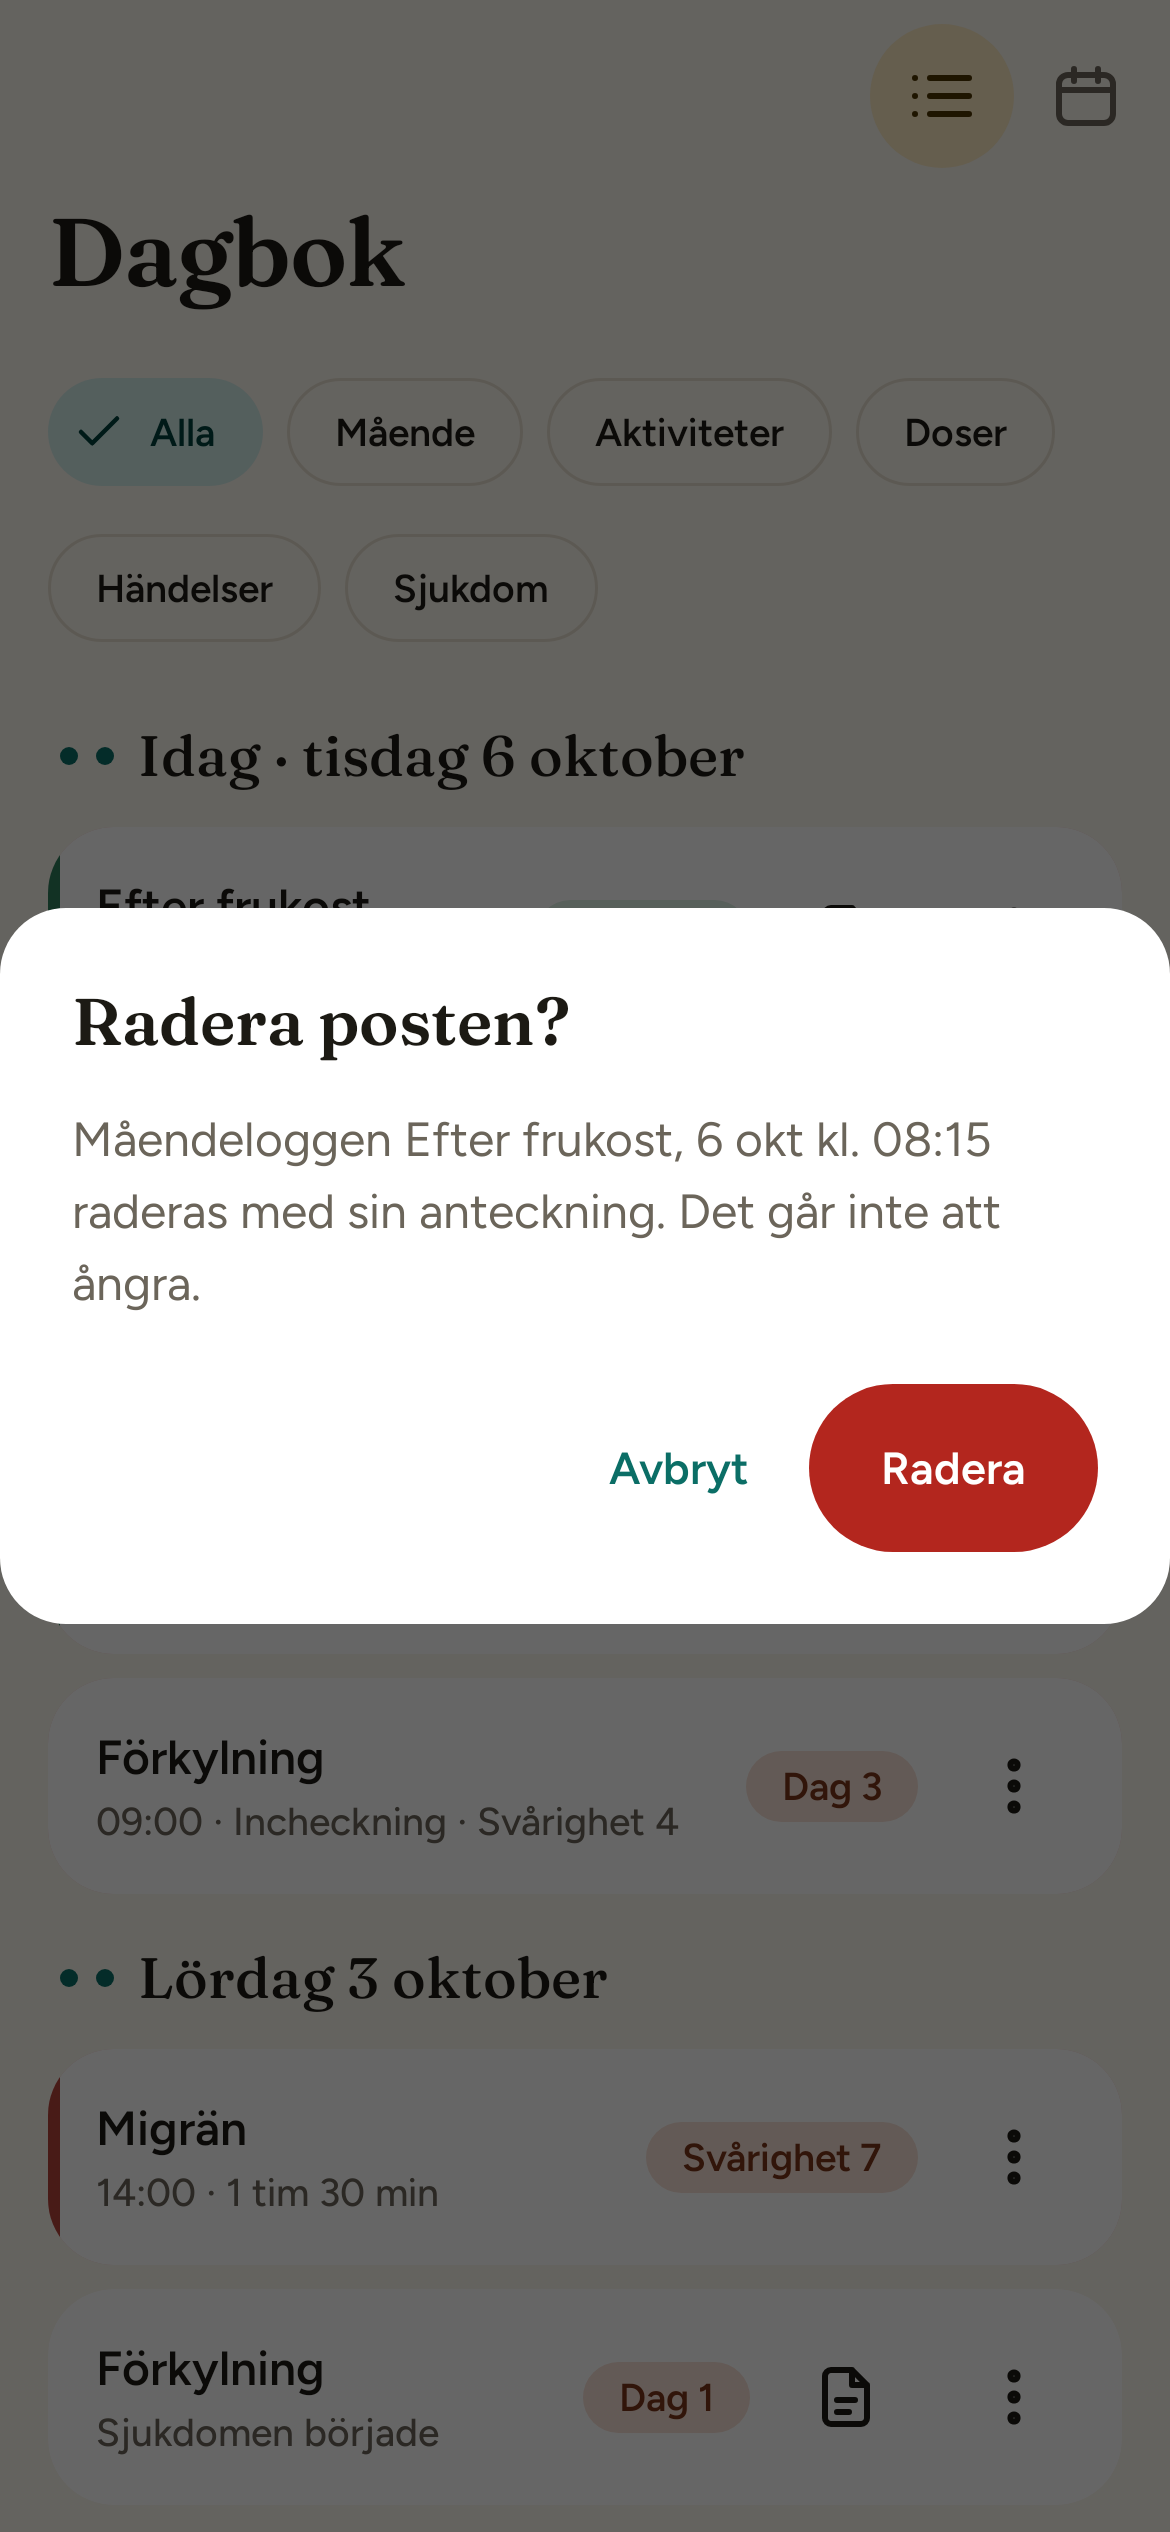 Dagbok
Alla
Mående
Aktiviteter
Doser
Händelser
Sjukdom
Idag · tisdag 6 oktober
Efter frukost
Radera posten?
Måendeloggen Efter frukost, 6 okt kl. 08:15
raderas med sin anteckning. Det går inte att
ångra.
Avbryt
Radera
Förkylning
Dag 3
09:00 · Incheckning · Svårighet 4
Lördag 3 oktober
Migrän
Svårighet 7
14:00 · 1 tim 30 min
Förkylning
Dag 1
Sjukdomen började